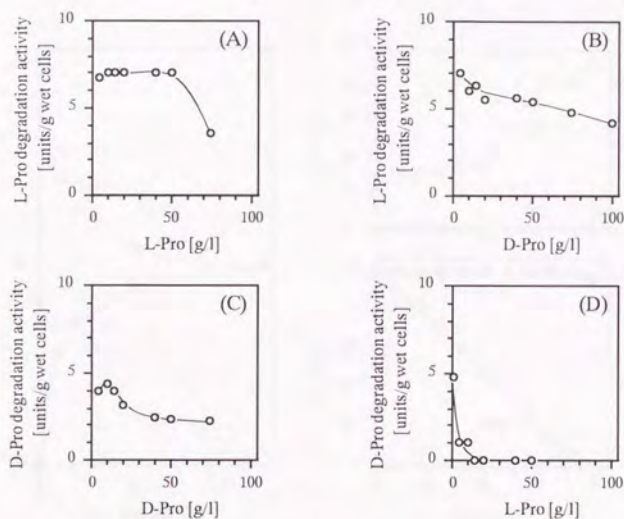 (A)
L-Pro degradation activity
[units/g wet cells]
10
5
0
0 50 100
L-Pro [g/l]
(B)
L-Pro degradation activity
[units/g wet cells]
10
5
0
0 50 100
D-Pro [g/l]
(C)
D-Pro degradation activity
[units/g wet cells]
10
5
0
0 50 100
D-Pro [g/l]
(D)
D-Pro degradation activity
[units/g wet cells]
10
5
0
0 50 100
L-Pro [g/l]